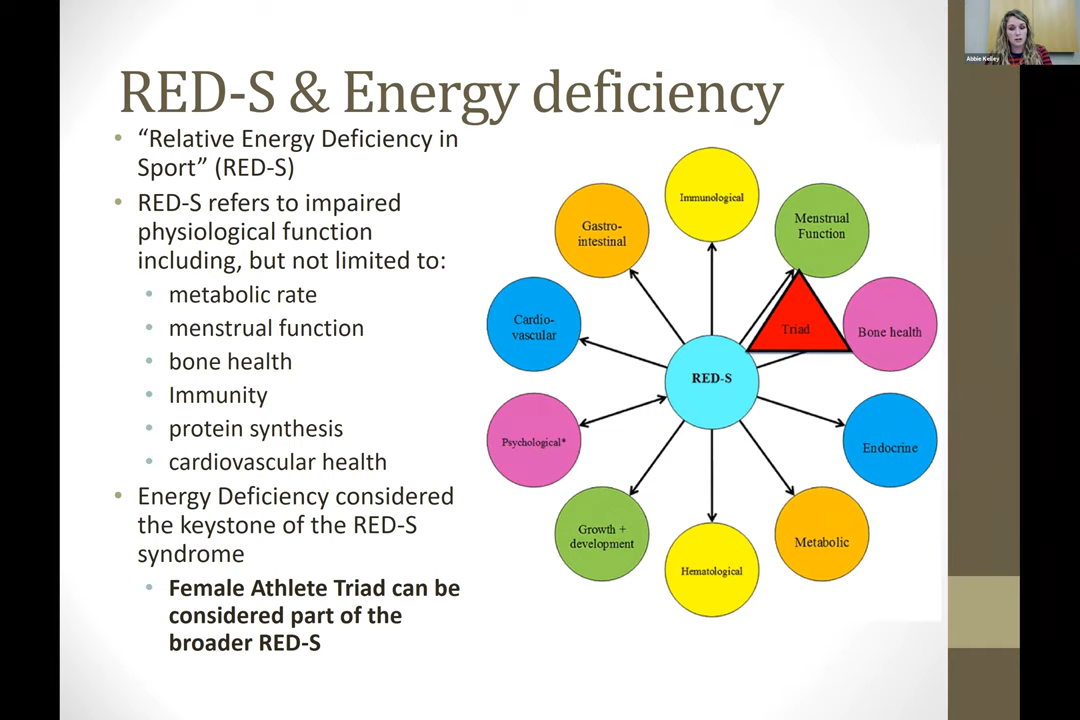 RED-S & Energy deficiency
• “Relative Energy Deficiency in
Sport” (RED-S)
• RED-S refers to impaired
physiological function
including, but not limited to:
• metabolic rate
• menstrual function
• bone health
• Immunity
• protein synthesis
• cardiovascular health
• Energy Deficiency considered
the keystone of the RED-S
syndrome
• Female Athlete Triad can be
considered part of the
broader RED-S
Immunological
Gastro-
intestinal
Menstrual
Function
Cardio-
vascular
Triad
Bone health
RED-S
Psychological*
Endocrine
Growth +
development
Metabolic
Hematological
Abbie Kelley